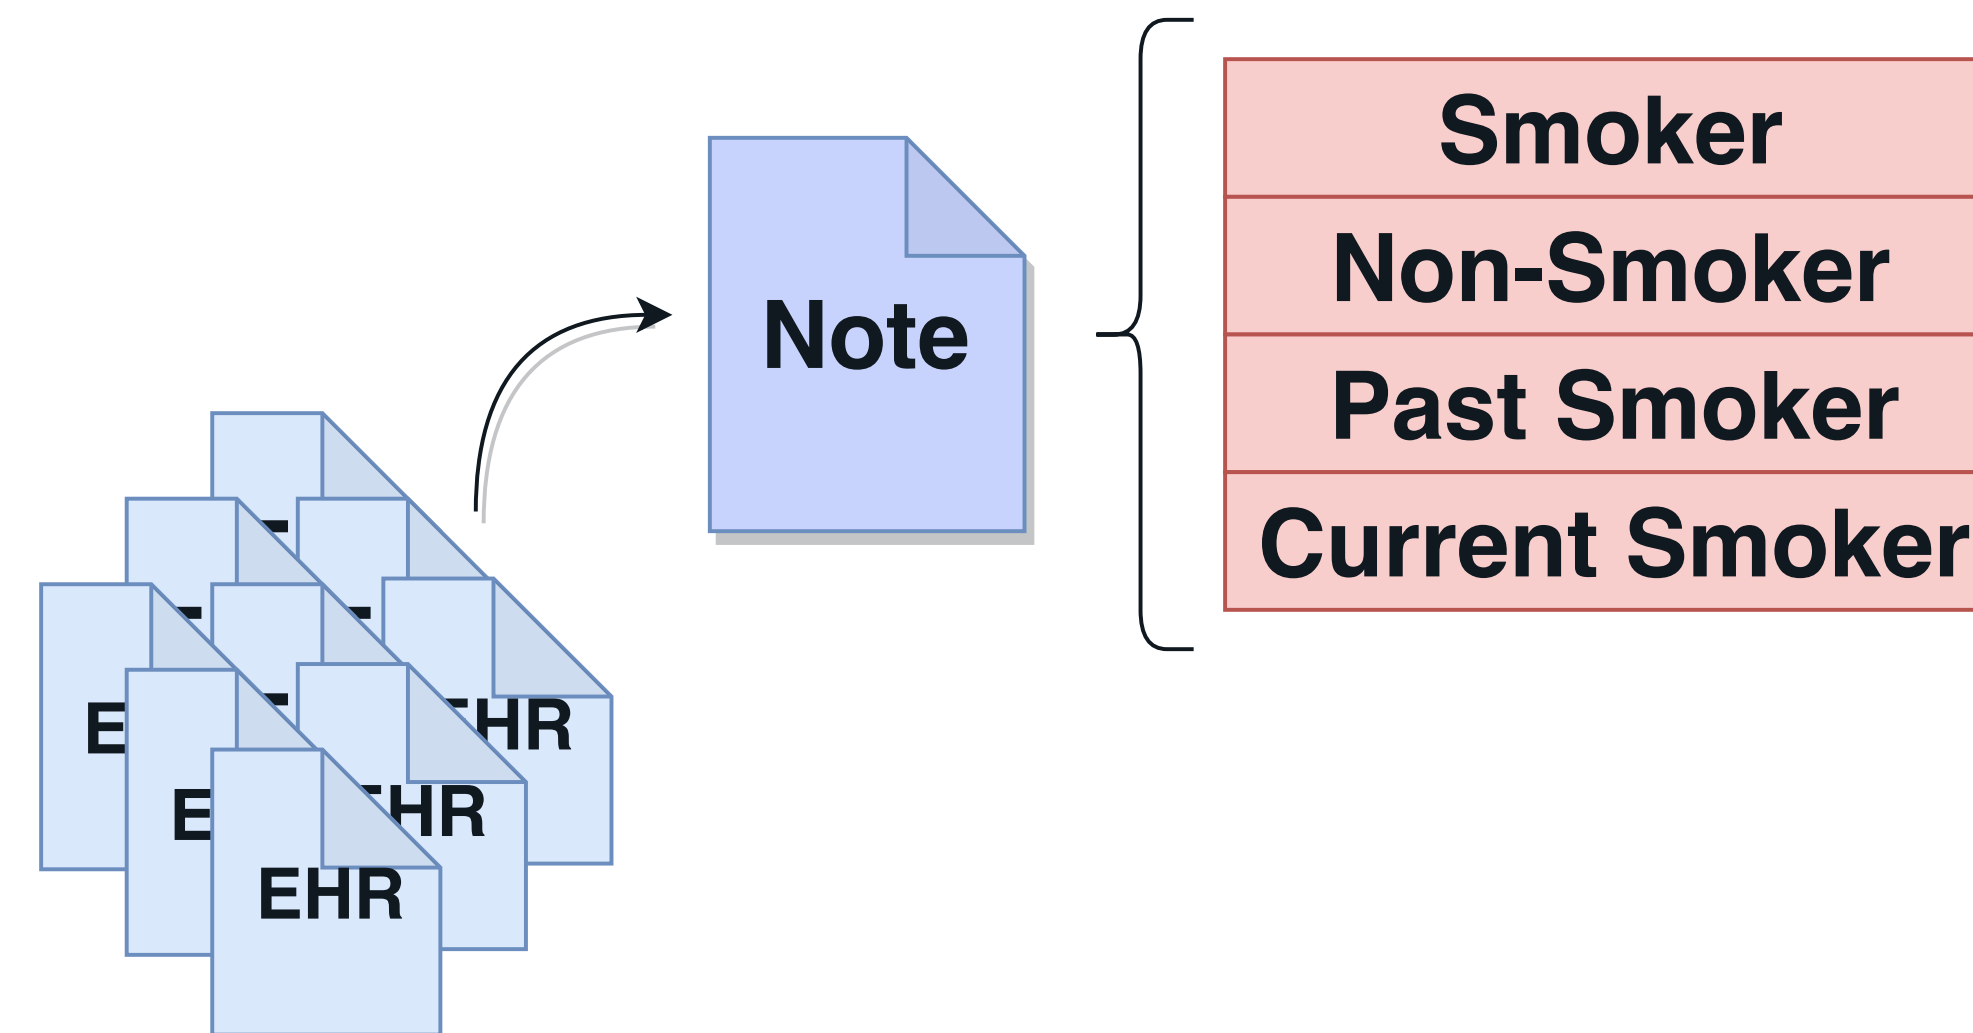 Smoker
Non-Smoker
Note
Past Smoker
Current Smoker
EHR
EHR
EHR